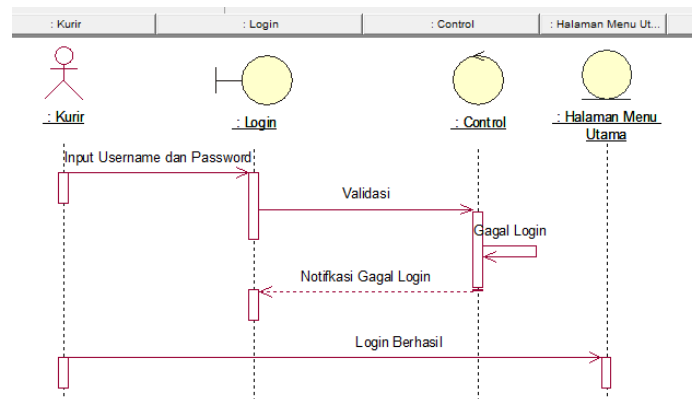 : Kurir
: Login
: Control
: Halaman Menu Ut...
: Kurir
: Login
: Control
: Halaman Menu
Utama
Input Username dan Password
Validasi
Gagal Login
Notifkasi Gagal Login
Login Berhasil